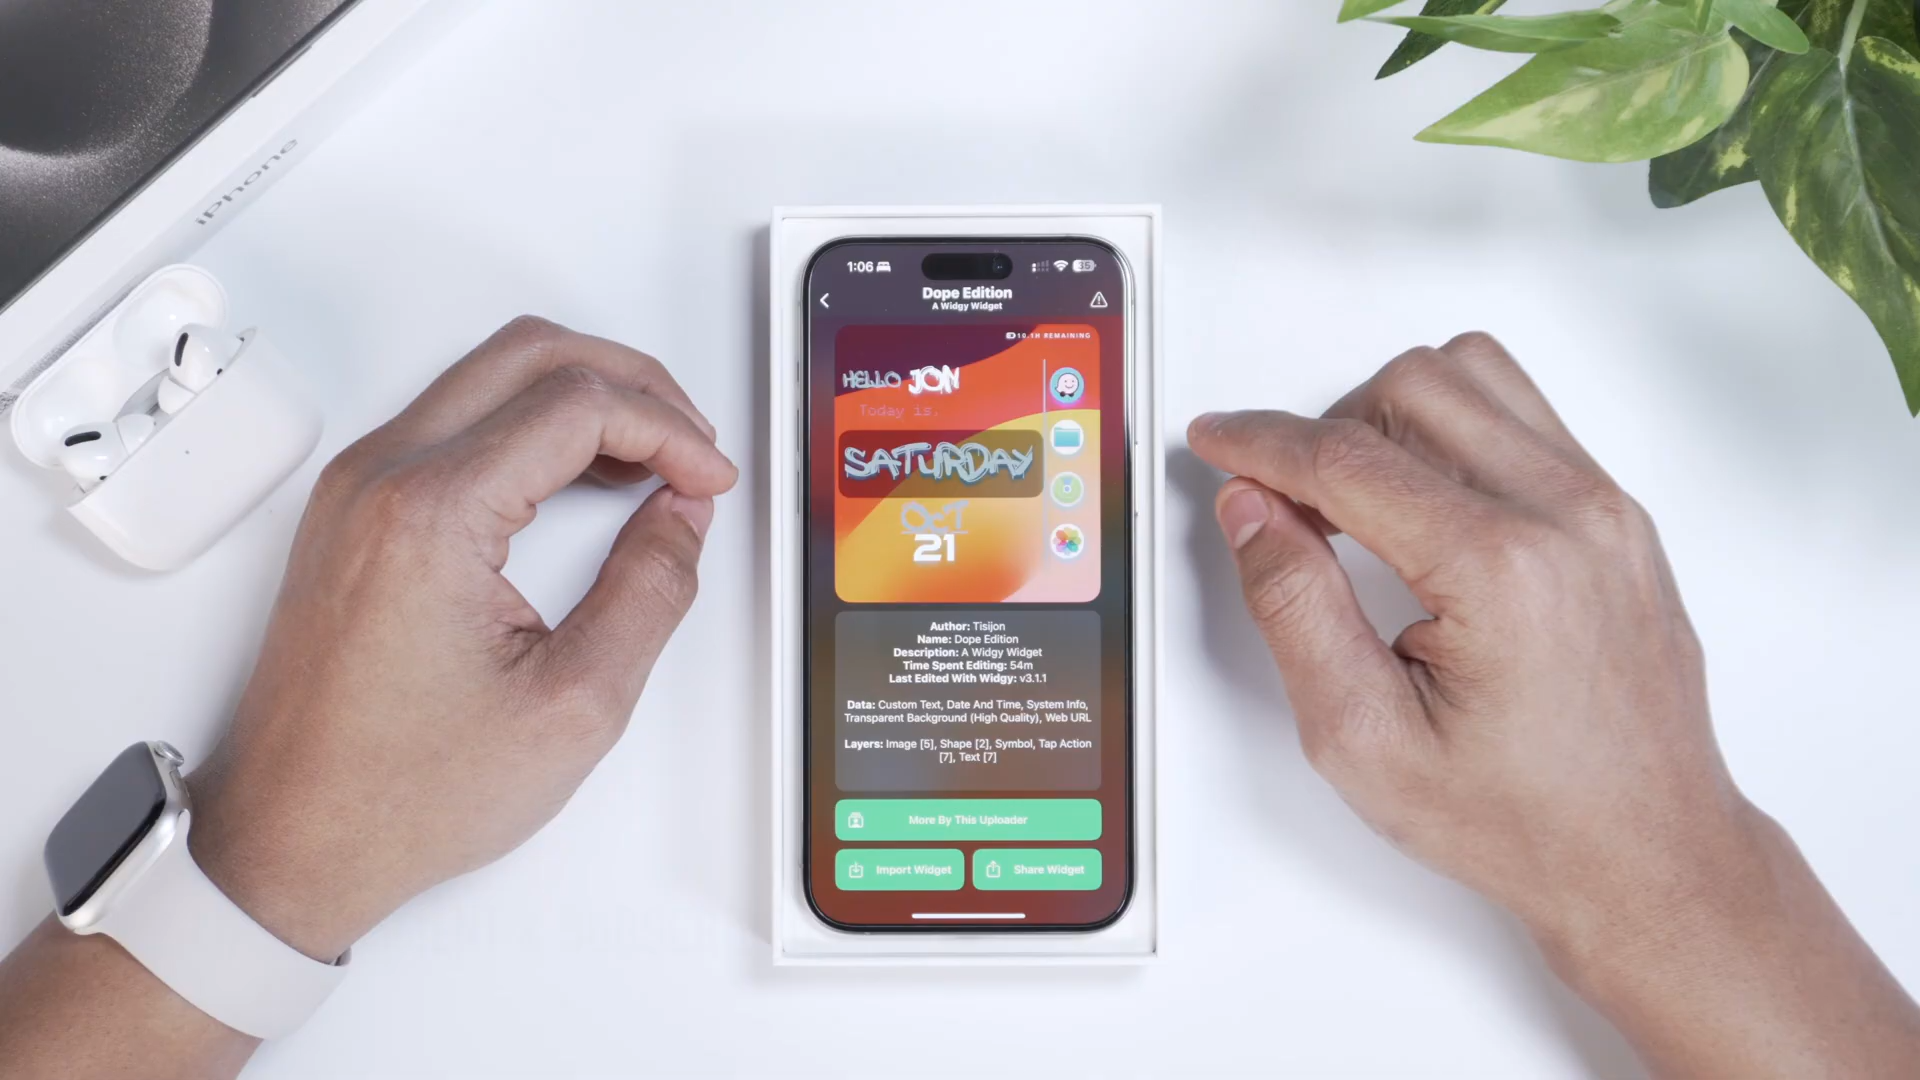 iPhone
1:06
35
Dope Edition
A Widgy Widget
10.1H REMAINING
HELLO JON
Today is,
SATURDAY
OCT
21
Author: Tisijon
Name: Dope Edition
Description: A Widgy Widget
Time Spent Editing: 54m
Last Edited With Widgy: v3.1.1
Data: Custom Text, Date And Time, System Info,
Transparent Background (High Quality), Web URL
Layers: Image [5], Shape [2], Symbol, Tap Action
[7], Text [7]
More By This Uploader
Import Widget
Share Widget